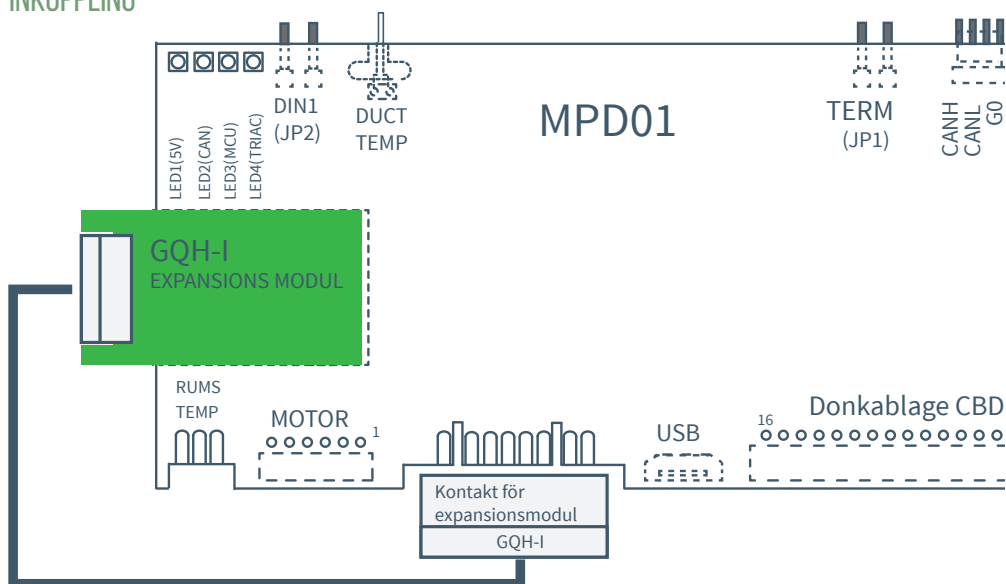 INKOPPLING
MPD01
DIN1
(JP2)
DUCT
TEMP
TERM
(JP1)
CANH
CANL
G0
LED1(5V)
LED2(CAN)
LED3(MCU)
LED4(TRIAC)
GQH-I
EXPANSIONS MODUL
RUMS
TEMP
MOTOR
1
USB
Donkablage CBD
16
Kontakt för
expansionsmodul
GQH-I